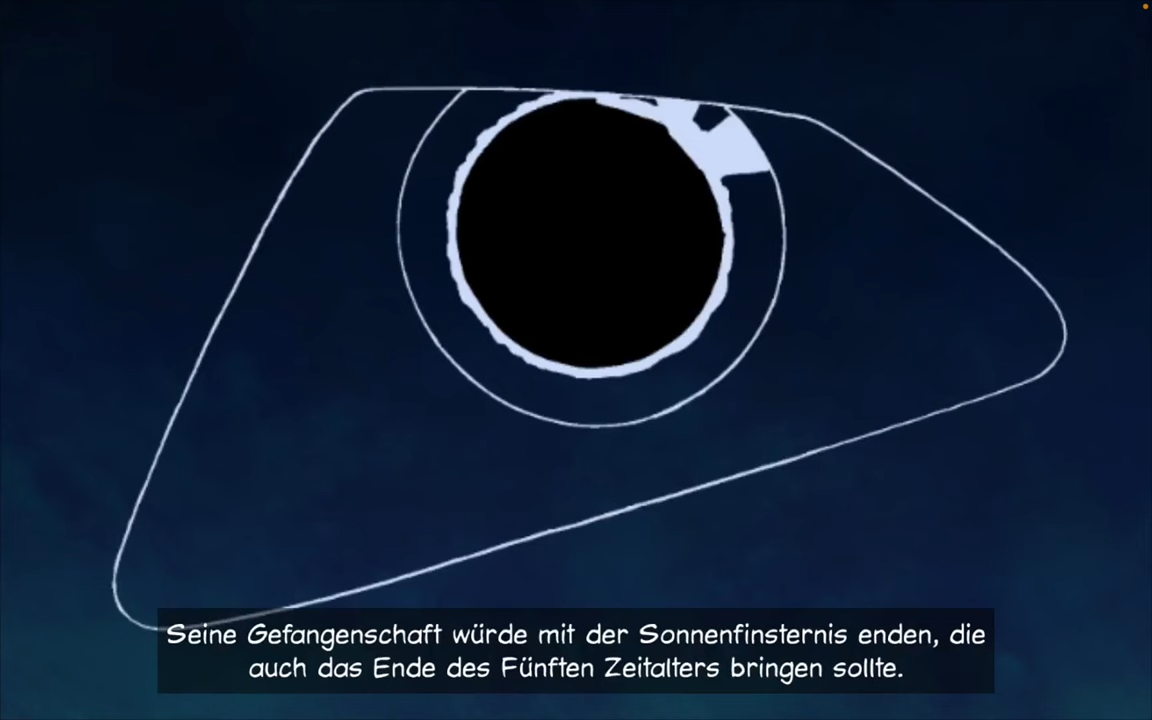 Seine Gefangenschaft würde mit der Sonnenfinsternis enden, die
auch das Ende des Fünften Zeitalters bringen sollte.